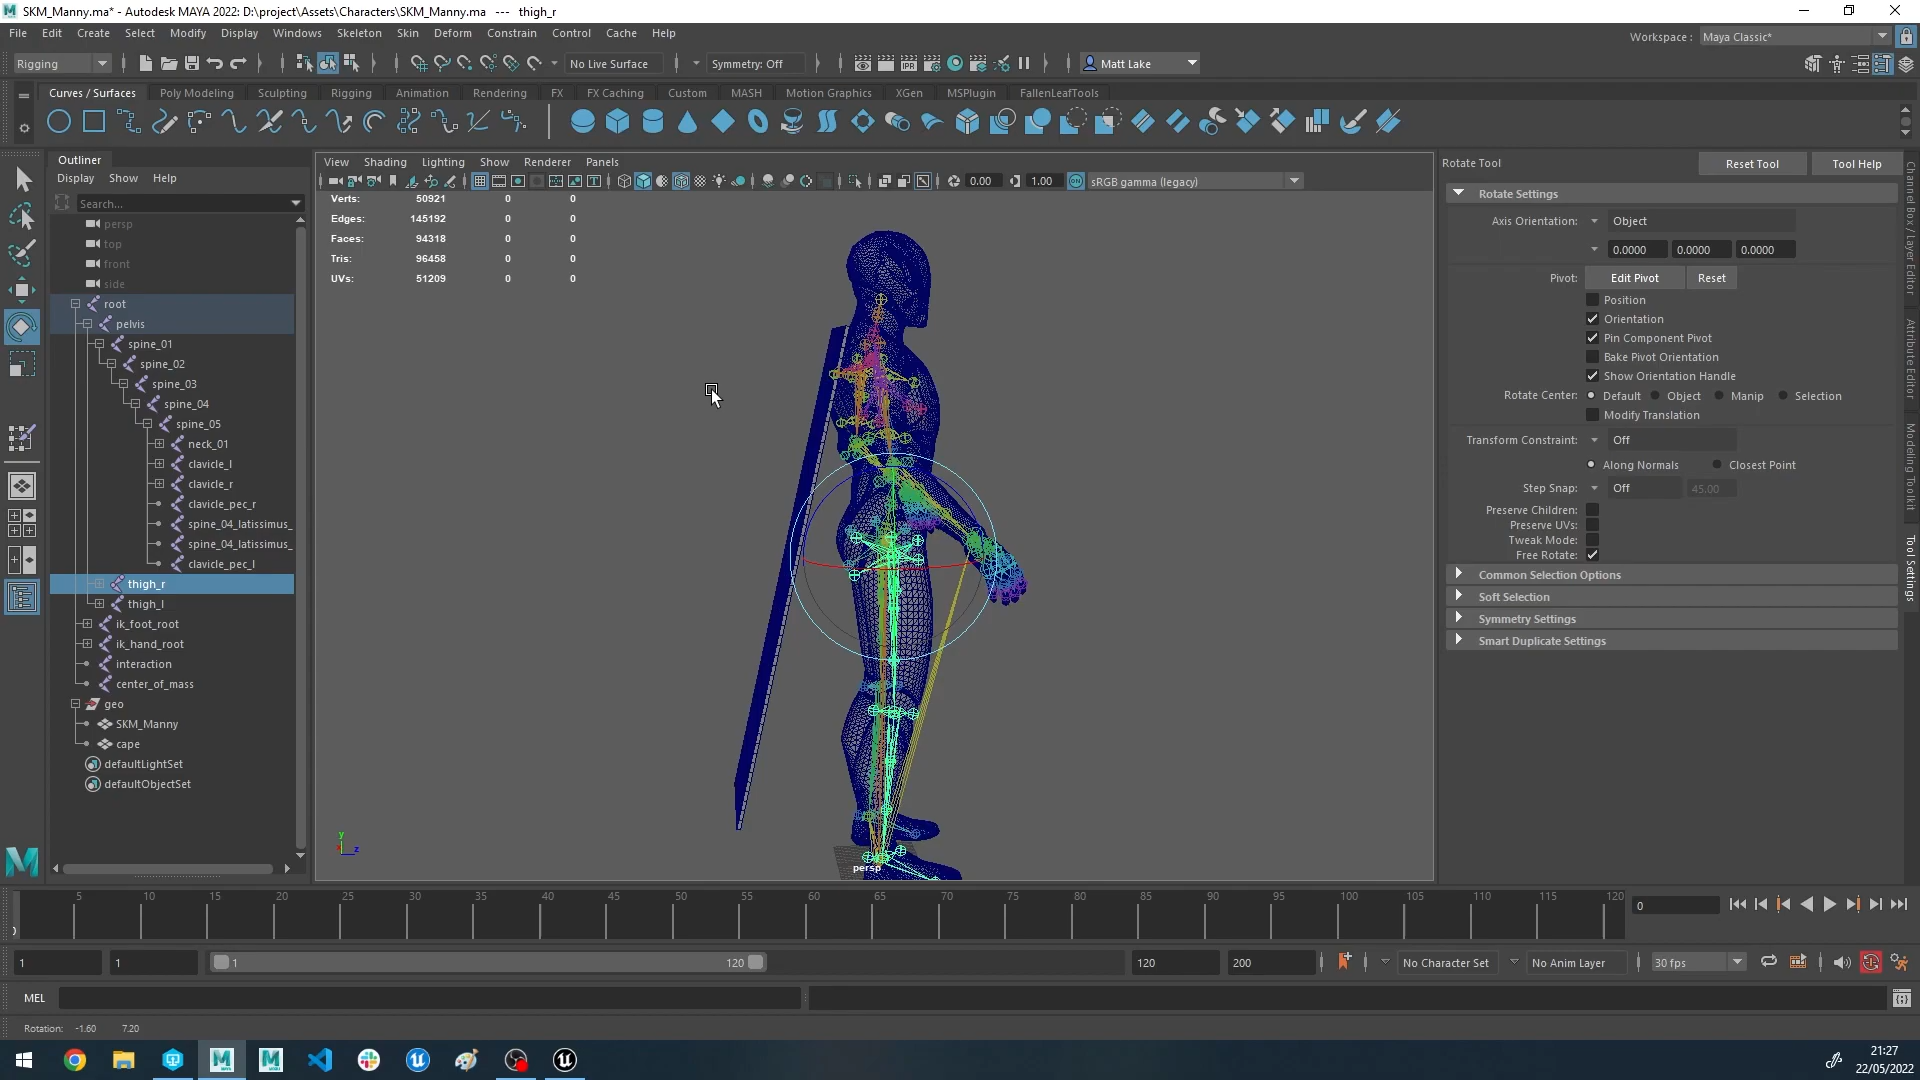 SKM_Manny.ma* - Autodesk MAYA 2022: D:\project\Assets\Characters\SKM_Manny.ma   ---   thigh_r
File Edit Create Select Modify Display Windows Skeleton Skin Deform Constrain Control Cache Help
Workspace : Maya Classic*
Rigging No Live Surface Symmetry: Off Matt Lake
Curves / Surfaces Poly Modeling Sculpting Rigging Animation Rendering FX FX Caching Custom MASH Motion Graphics XGen MSPlugin FallenLeafTools
Outliner
Display Show Help
Search...
persp
top
front
side
root
pelvis
spine_01
spine_02
spine_03
spine_04
spine_05
neck_01
clavicle_l
clavicle_r
clavicle_pec_r
spine_04_latissimus_
spine_04_latissimus_
clavicle_pec_l
thigh_r
thigh_l
ik_foot_root
ik_hand_root
interaction
center_of_mass
geo
SKM_Manny
cape
defaultLightSet
defaultObjectSet
View Shading Lighting Show Renderer Panels
0.00 1.00 ON sRGB gamma (legacy)
Verts: 50921 0 0
Edges: 145192 0 0
Faces: 94318 0 0
Tris: 96458 0 0
UVs: 51209 0 0
y
z
persp
Rotate Tool Reset Tool Tool Help
Rotate Settings
Axis Orientation: Object
0.0000 0.0000 0.0000
Pivot: Edit Pivot Reset
Position
Orientation
Pin Component Pivot
Bake Pivot Orientation
Show Orientation Handle
Rotate Center: Default Object Manip Selection
Modify Translation
Transform Constraint: Off
Along Normals Closest Point
Step Snap: Off 45.00
Preserve Children:
Preserve UVs:
Tweak Mode:
Free Rotate:
Common Selection Options
Soft Selection
Symmetry Settings
Smart Duplicate Settings
Channel Box / Layer Editor
Attribute Editor
Modeling Toolkit
Tool Settings
5 10 15 20 25 30 35 40 45 50 55 60 65 70 75 80 85 90 95 100 105 110 115 120
0
1 1 1 120 120 200 No Character Set No Anim Layer 30 fps
MEL
Rotation: -1.60 7.20
21:27
22/05/2022